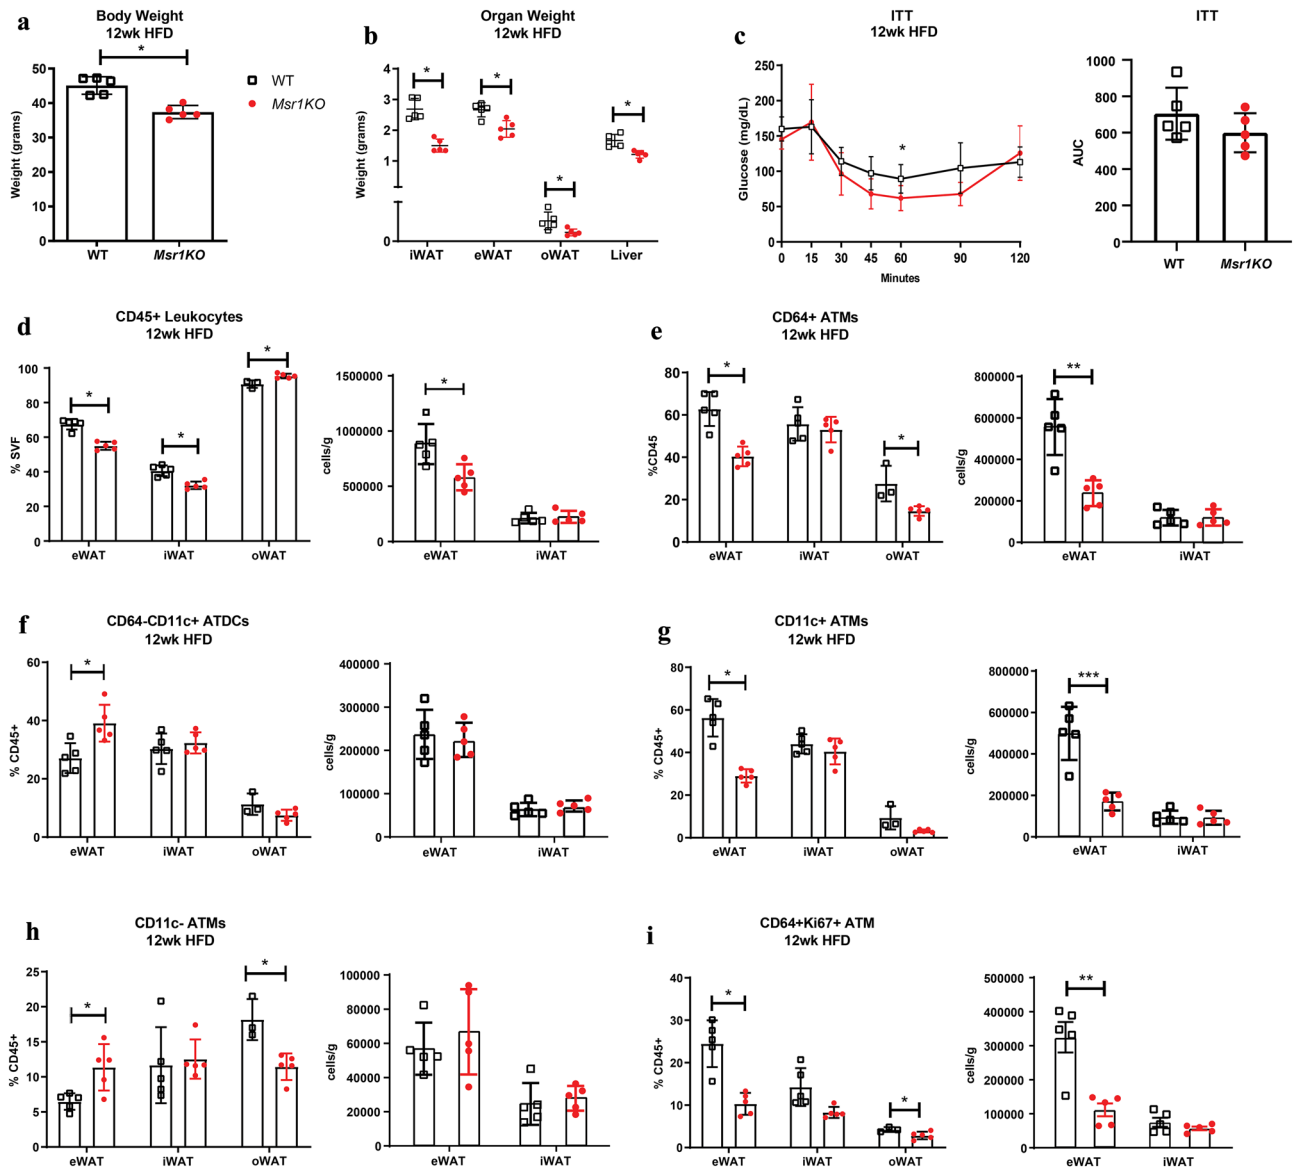 a
Body Weight
12wk HFD
*
Weight (grams)
50
40
30
20
10
0
WT
Msr1KO
WT
Msr1KO
b
Organ Weight
12wk HFD
Weight (grams)
4
3
2
1
0
* * * *
iWAT eWAT oWAT Liver
c
ITT
12wk HFD
Glucose (mg/dL)
250
200
150
100
50
0
*
0 15 30 45 60 90 120
Minutes
ITT
AUC
1000
800
600
400
200
0
WT Msr1KO
d
CD45+ Leukocytes
12wk HFD
% SVF
100
80
60
40
20
0
* * *
eWAT iWAT oWAT
cells/g
1500000
1000000
500000
0
*
eWAT iWAT
e
CD64+ ATMs
12wk HFD
%CD45
80
60
40
20
0
* *
eWAT iWAT oWAT
cells/g
800000
600000
400000
200000
0
**
eWAT iWAT
f
CD64-CD11c+ ATDCs
12wk HFD
% CD45+
60
40
20
0
*
eWAT iWAT oWAT
cells/g
400000
300000
200000
100000
0
eWAT iWAT
g
CD11c+ ATMs
12wk HFD
% CD45+
80
60
40
20
0
*
eWAT iWAT oWAT
cells/g
800000
600000
400000
200000
0
***
eWAT iWAT
h
CD11c- ATMs
12wk HFD
% CD45+
25
20
15
10
5
0
* *
eWAT iWAT oWAT
cells/g
100000
80000
60000
40000
20000
0
eWAT iWAT
i
CD64+Ki67+ ATM
12wk HFD
% CD45+
40
30
20
10
0
* *
eWAT iWAT oWAT
cells/g
500000
400000
300000
200000
100000
0
**
eWAT iWAT